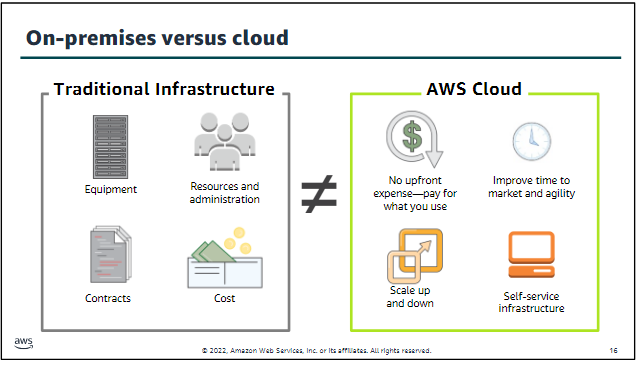 On-premises versus cloud
Traditional Infrastructure
Equipment
Resources and
administration
Contracts
Cost
≠
AWS Cloud
$
No upfront
expense—pay for
what you use
Improve time to
market and agility
Scale up
and down
Self-service
infrastructure
aws
© 2022, Amazon Web Services, Inc. or its affiliates. All rights reserved.
16